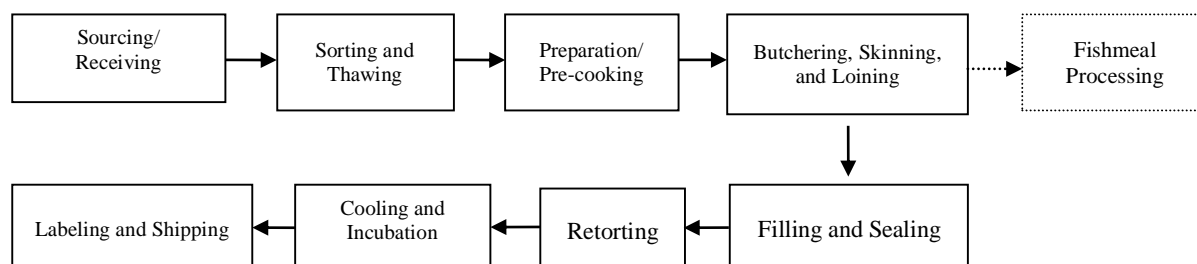 Sourcing/
Receiving
Sorting and
Thawing
Preparation/
Pre-cooking
Butchering, Skinning,
and Loining
Fishmeal
Processing
Filling and Sealing
Retorting
Cooling and
Incubation
Labeling and Shipping